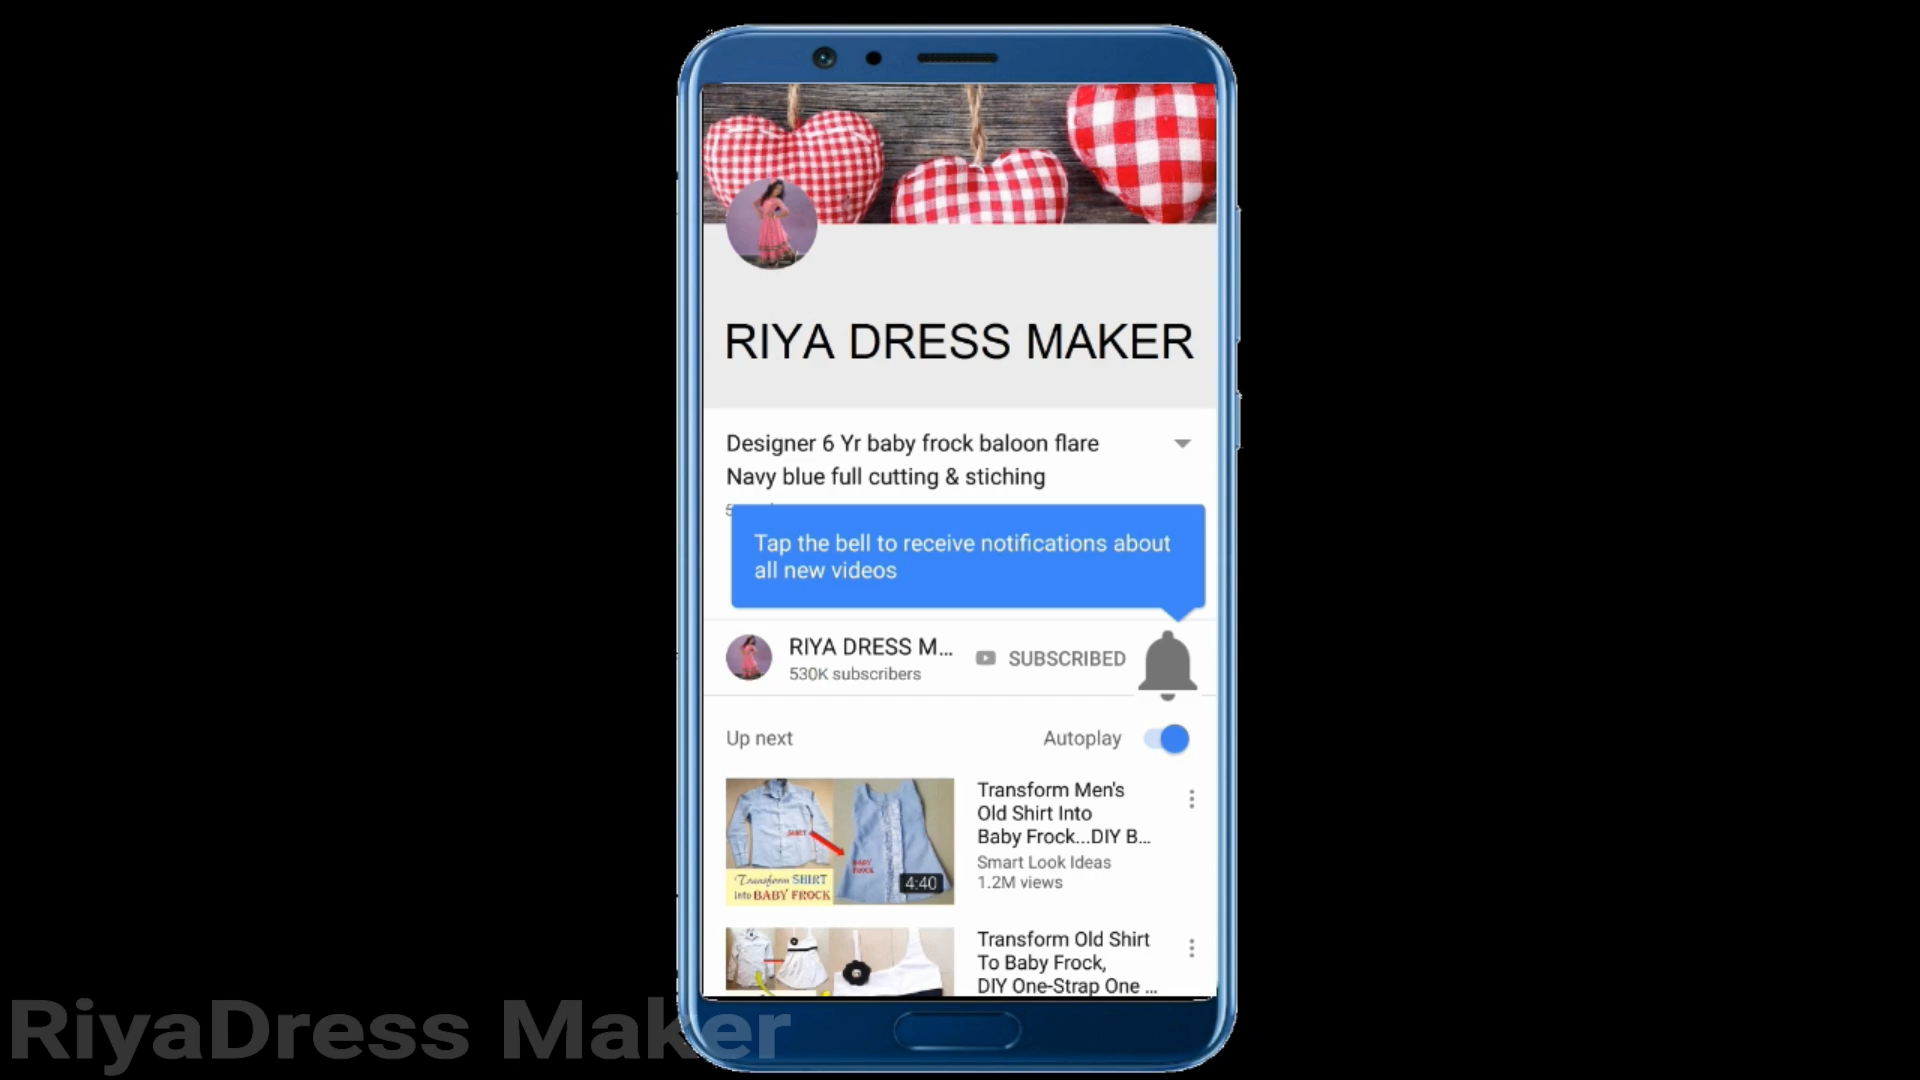 RIYA DRESS MAKER
Designer 6 Yr baby frock baloon flare
Navy blue full cutting & stiching
Tap the bell to receive notifications about
all new videos
RIYA DRESS M...
530K subscribers
SUBSCRIBED
Up next
Autoplay
Transform Men's
Old Shirt Into
Baby Frock...DIY B...
Smart Look Ideas
1.2M views
SHIRT
BABY
FROCK
Transform SHIRT
into BABY FROCK
4:40
Transform Old Shirt
To Baby Frock,
DIY One-Strap One ...
RiyaDress Maker